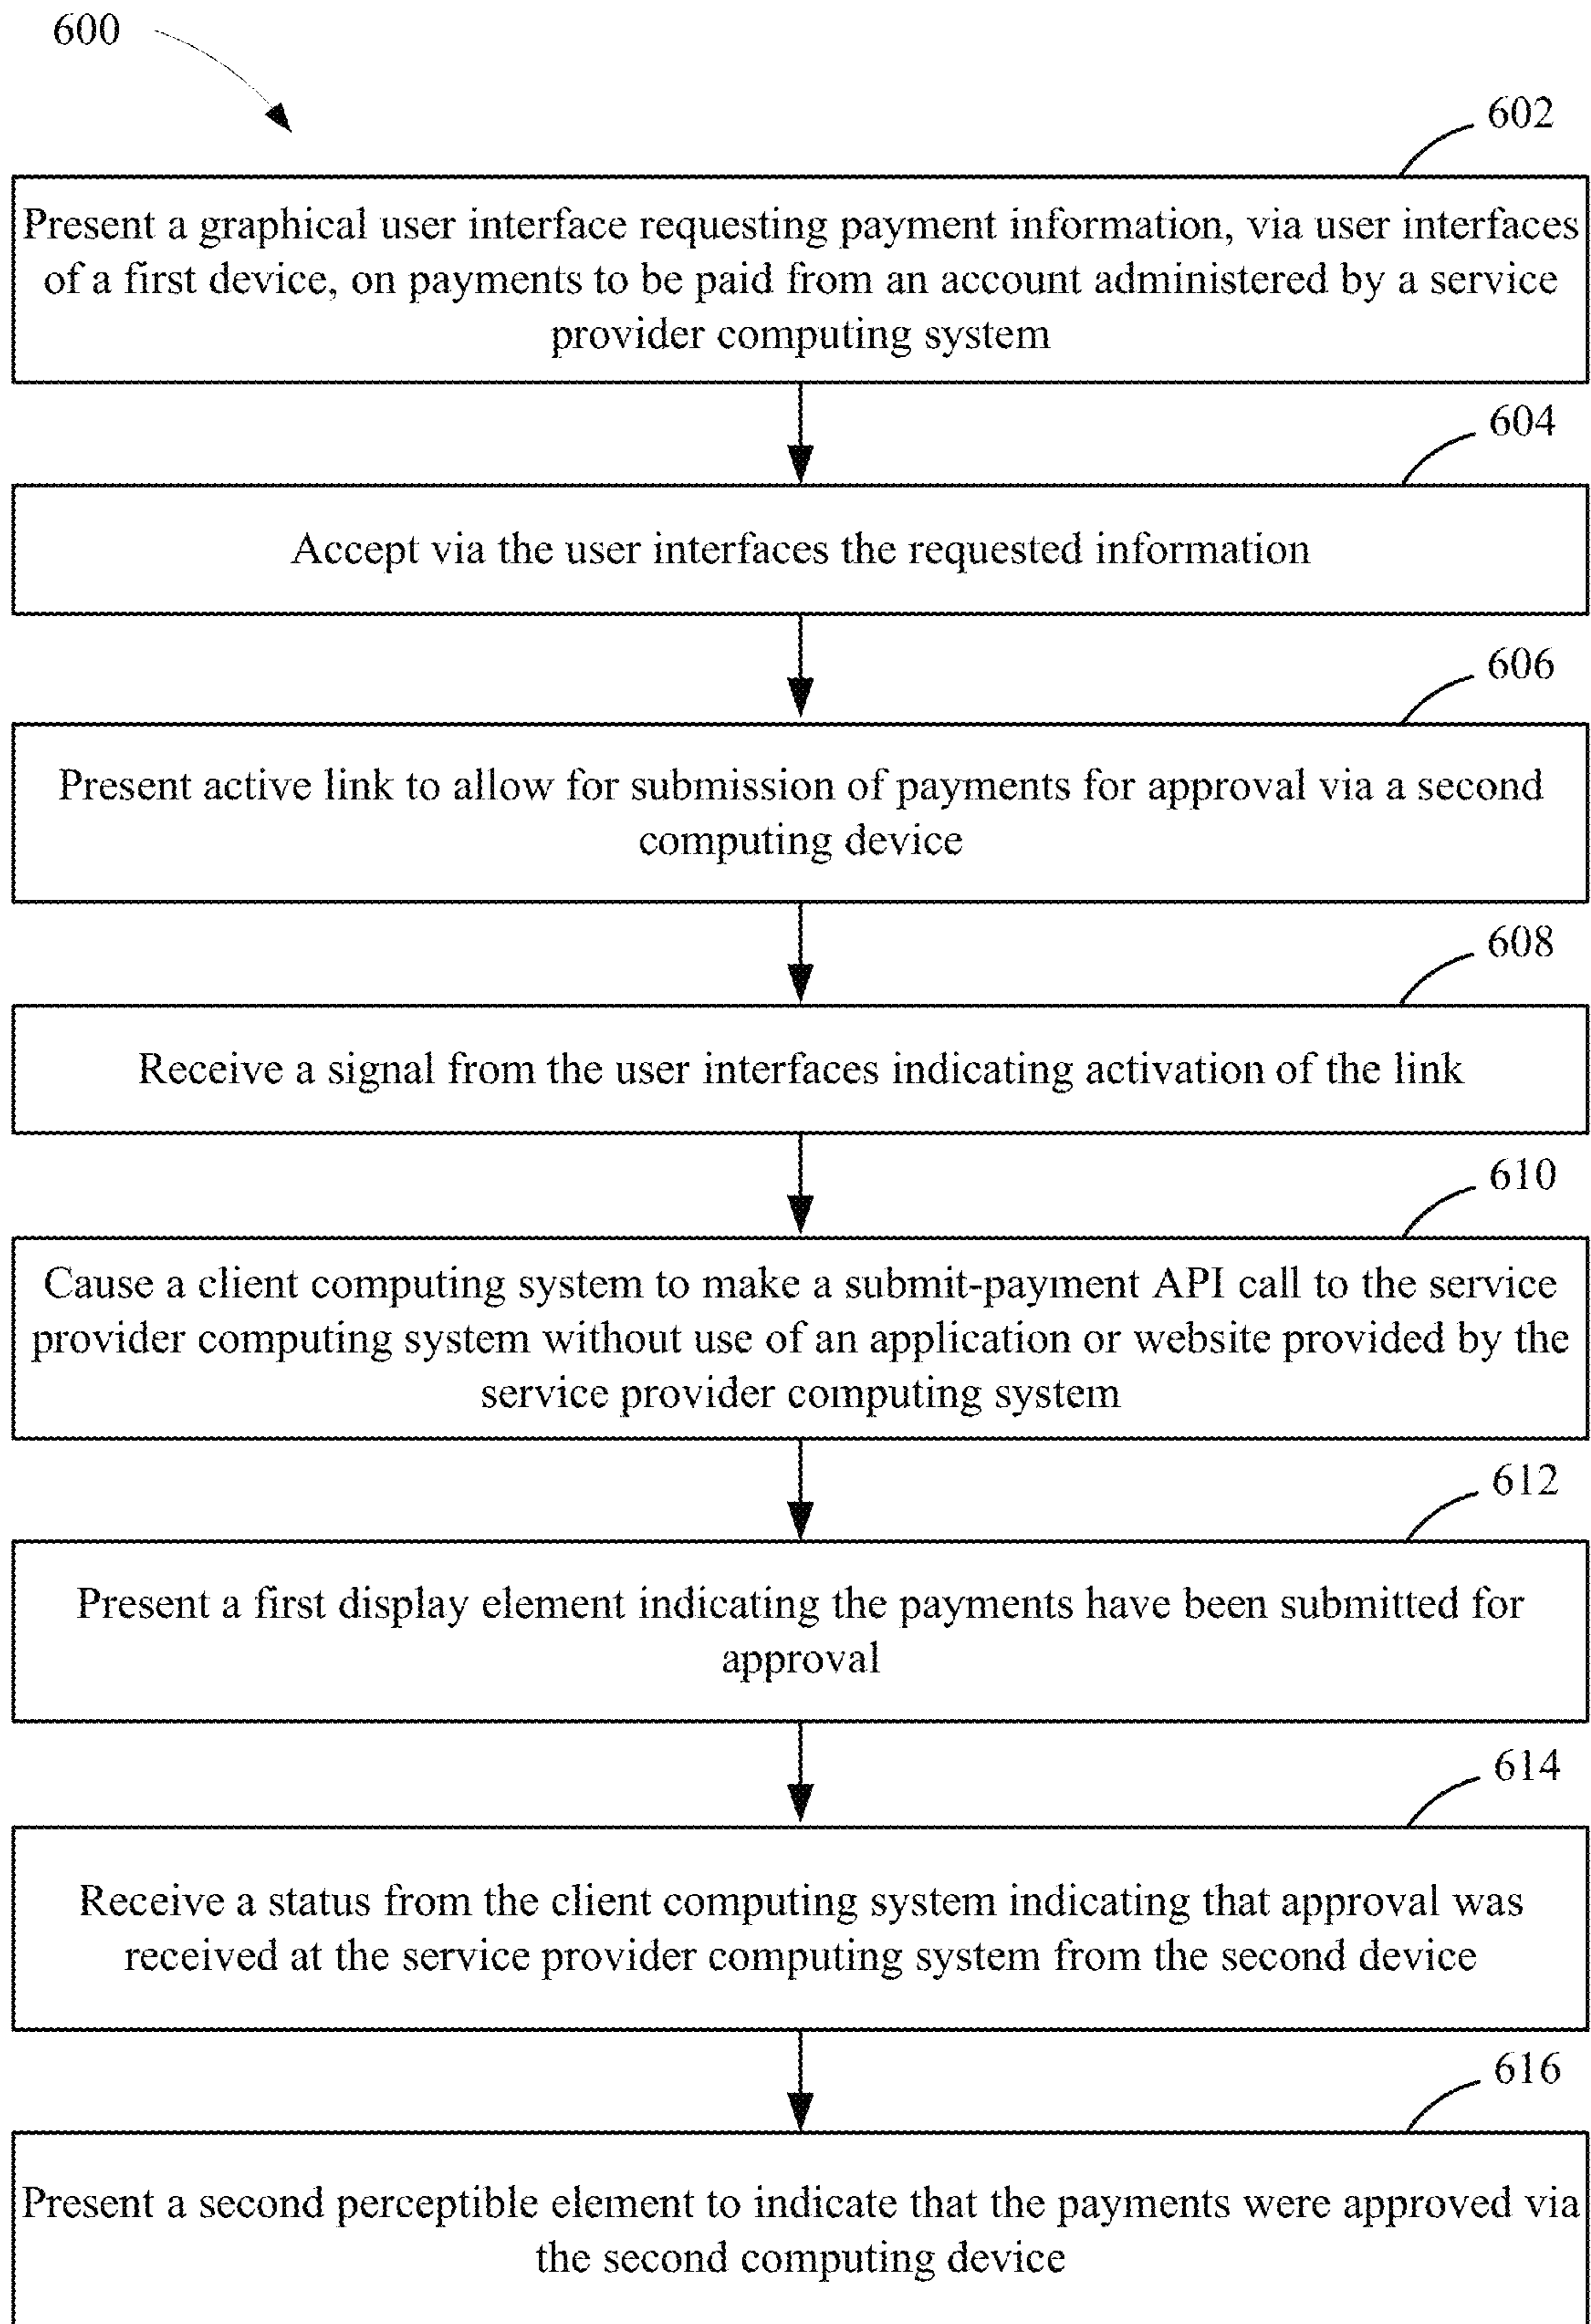 600
602
Present a graphical user interface requesting payment information, via user interfaces
of a first device, on payments to be paid from an account administered by a service
provider computing system
604
Accept via the user interfaces the requested information
606
Present active link to allow for submission of payments for approval via a second
computing device
608
Receive a signal from the user interfaces indicating activation of the link
610
Cause a client computing system to make a submit-payment API call to the service
provider computing system without use of an application or website provided by the
service provider computing system
612
Present a first display element indicating the payments have been submitted for
approval
614
Receive a status from the client computing system indicating that approval was
received at the service provider computing system from the second device
616
Present a second perceptible element to indicate that the payments were approved via
the second computing device